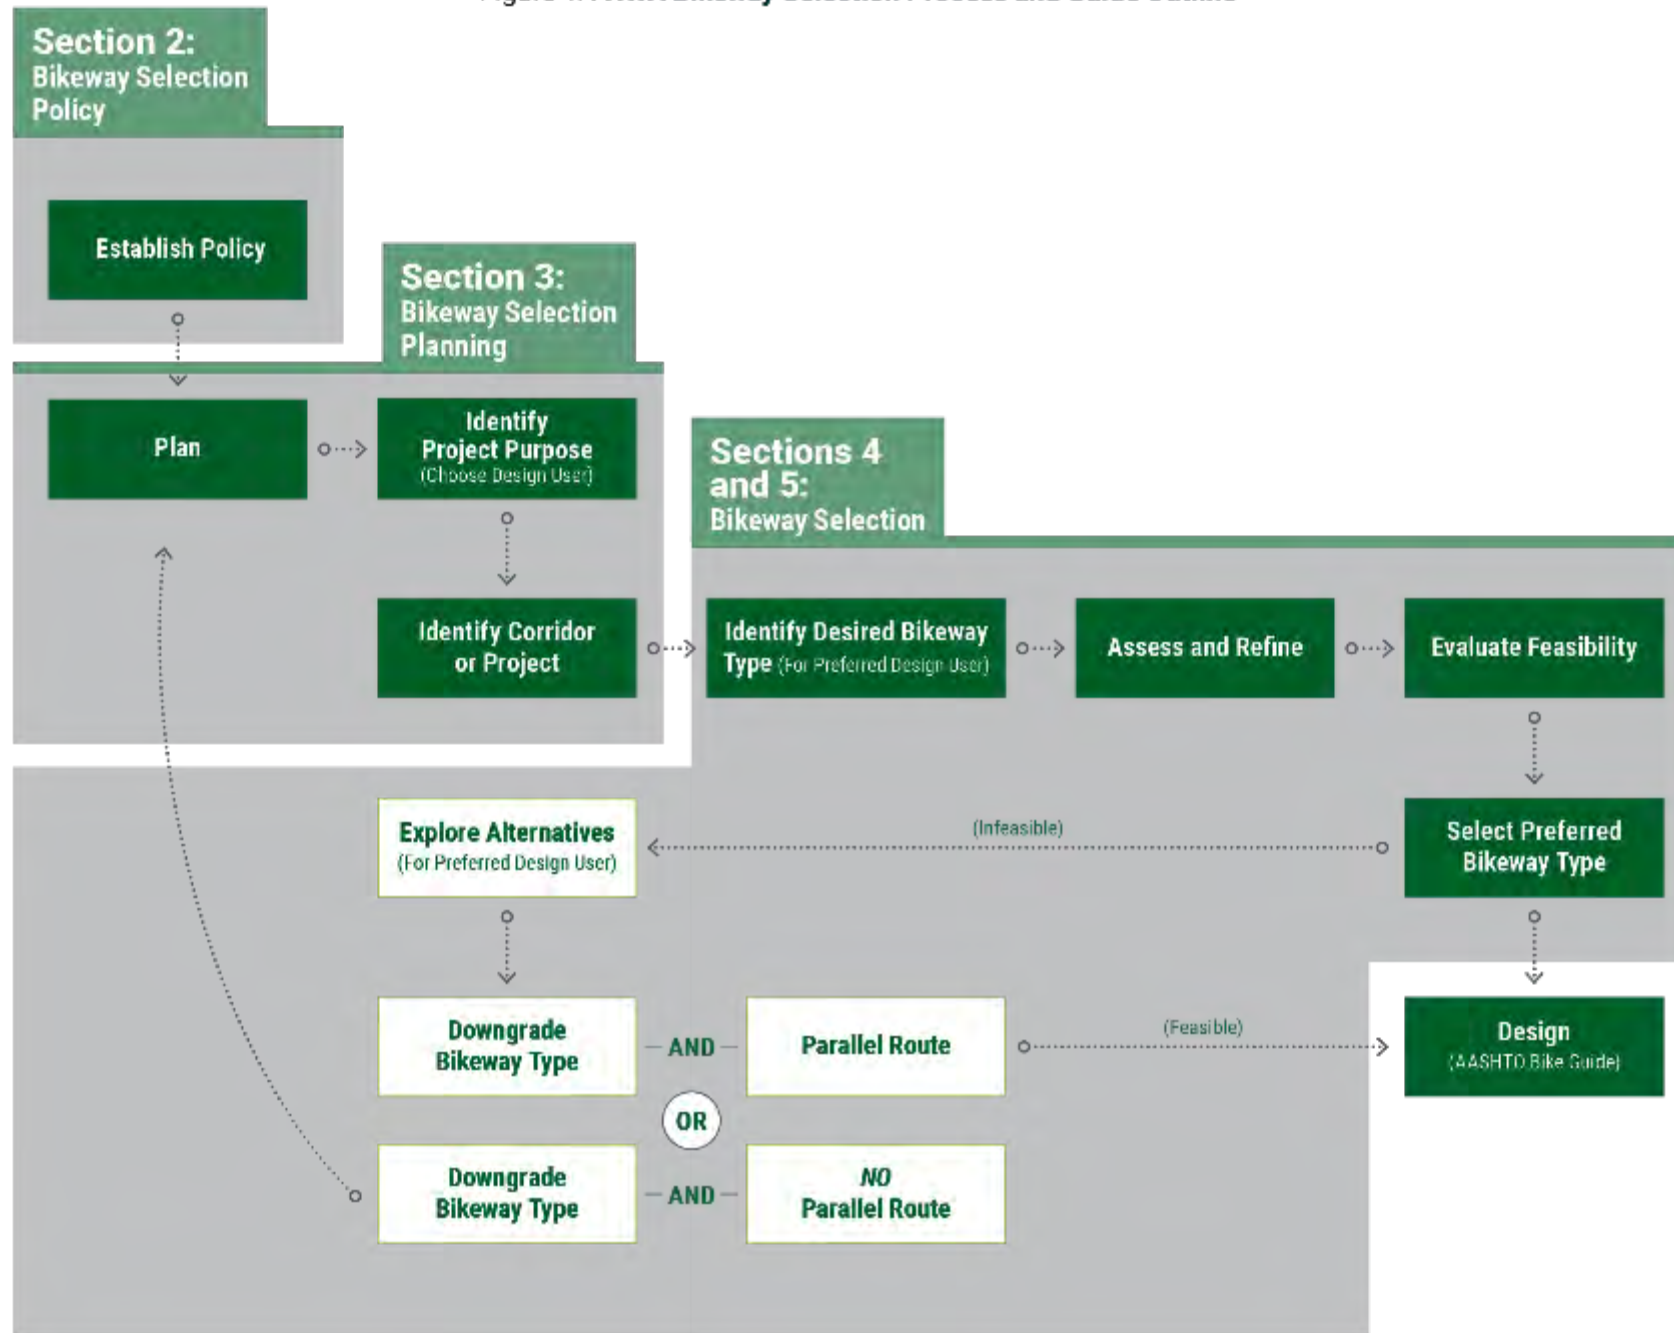 Section 2:
Bikeway Selection
Policy
Establish Policy
Section 3:
Bikeway Selection
Planning
Plan
Identify
Project Purpose
(Choose Design User)
Identify Corridor
or Project
Sections 4
and 5:
Bikeway Selection
Identify Desired Bikeway
Type (For Preferred Design User)
Assess and Refine
Evaluate Feasibility
Select Preferred
Bikeway Type
(Infeasible)
Explore Alternatives
(For Preferred Design User)
Downgrade
Bikeway Type
AND
Parallel Route
(Feasible)
Design
(AASHTO Bike Guide)
OR
Downgrade
Bikeway Type
AND
NO
Parallel Route